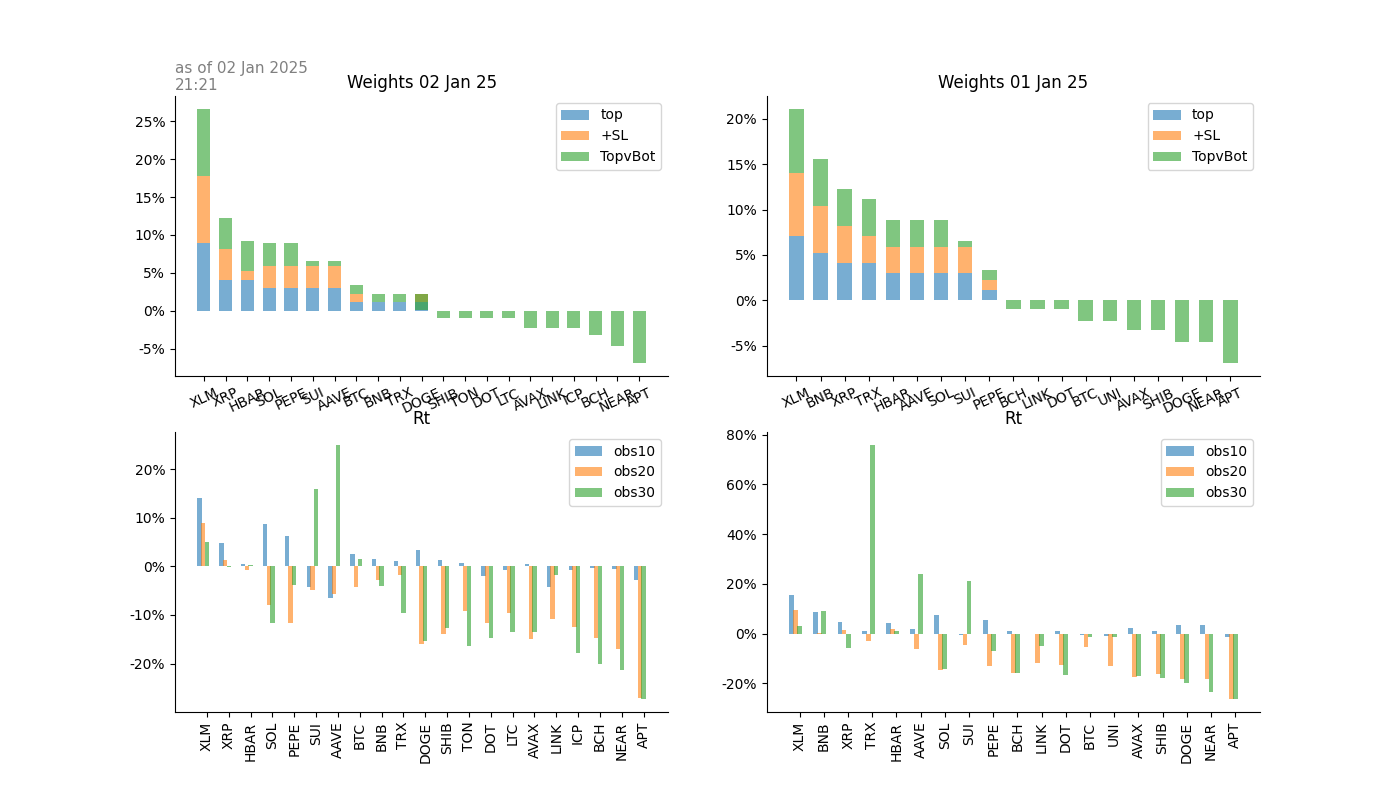 as of 02 Jan 2025
21:21
Weights 02 Jan 25
25%
20%
15%
10%
5%
0%
-5%
top
+SL
TopvBot
XLM XRP HBAR SOL PEPE SUI AAVE BTC BNB TRX DOGE SHIB TON DOT LTC AVAX LINK ICP BCH NEAR APT
Weights 01 Jan 25
20%
15%
10%
5%
0%
-5%
top
+SL
TopvBot
XLM BNB XRP TRX HBAR AAVE SOL SUI PEPE BCH LINK DOT BTC UNI AVAX SHIB DOGE NEAR APT
Rt
20%
10%
0%
-10%
-20%
obs10
obs20
obs30
XLM XRP HBAR SOL PEPE SUI AAVE BTC BNB TRX DOGE SHIB TON DOT LTC AVAX LINK ICP BCH NEAR APT
Rt
80%
60%
40%
20%
0%
-20%
obs10
obs20
obs30
XLM BNB XRP TRX HBAR AAVE SOL SUI PEPE BCH LINK DOT BTC UNI AVAX SHIB DOGE NEAR APT